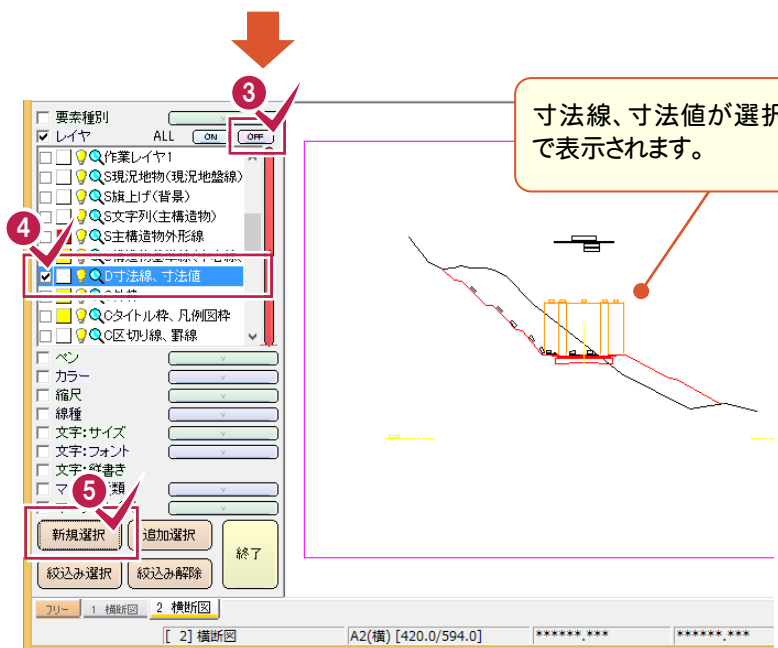 3
要素種別
レイヤ ALL ON OFF
作業レイヤ1
S現況地物(現況地盤線)
S旗上げ(背景)
S文字列(主構造物)
4
S主構造物外形線
D寸法線、寸法値
Cタイトル枠、凡例図枠
C区切り線、罫線
ペン
カラー
縮尺
線種
文字:サイズ
文字:フォント
文字:縦書き
5
新規選択 追加選択
終了
絞込み選択 絞込み解除
フリー 1 横断図 2 横断図
[ 2] 横断図 A2(横) [420.0/594.0] ******.*** ******.***
寸法線、寸法値が選択
で表示されます。